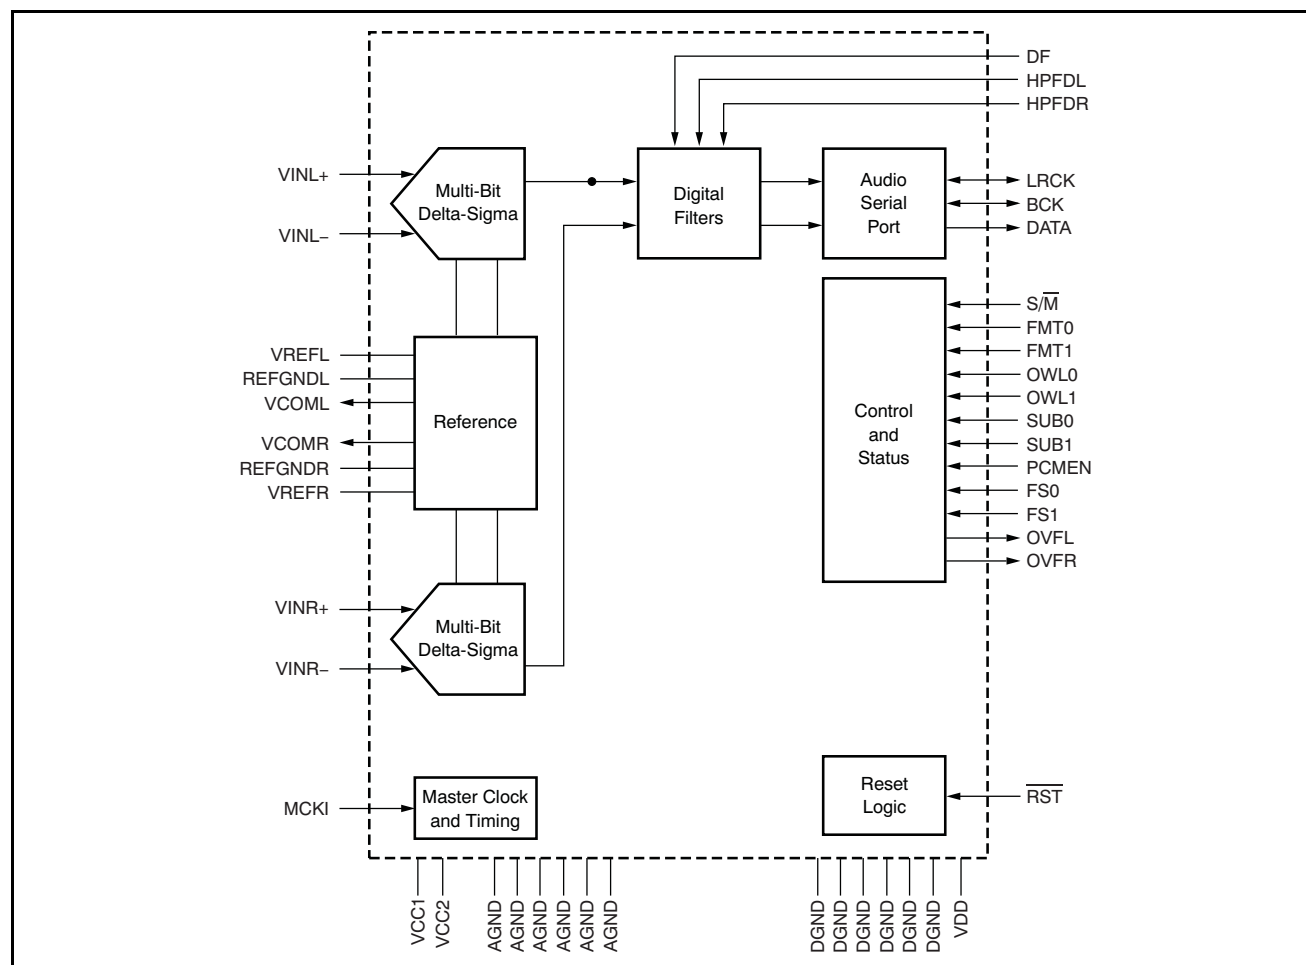 DF
HPFDL
HPFDR
VINL+
VINL−
Multi-Bit
Delta-Sigma
Digital
Filters
Audio
Serial
Port
LRCK
BCK
DATA
VREFL
REFGNDL
VCOML
VCOMR
REFGNDR
VREFR
Reference
Control
and
Status
S/M̅
FMT0
FMT1
OWL0
OWL1
SUB0
SUB1
PCMEN
FS0
FS1
OVFL
OVFR
VINR+
VINR−
Multi-Bit
Delta-Sigma
MCKI
Master Clock
and Timing
Reset
Logic
R̅S̅T̅
VCC1
VCC2
AGND
AGND
AGND
AGND
AGND
AGND
DGND
DGND
DGND
DGND
DGND
DGND
VDD